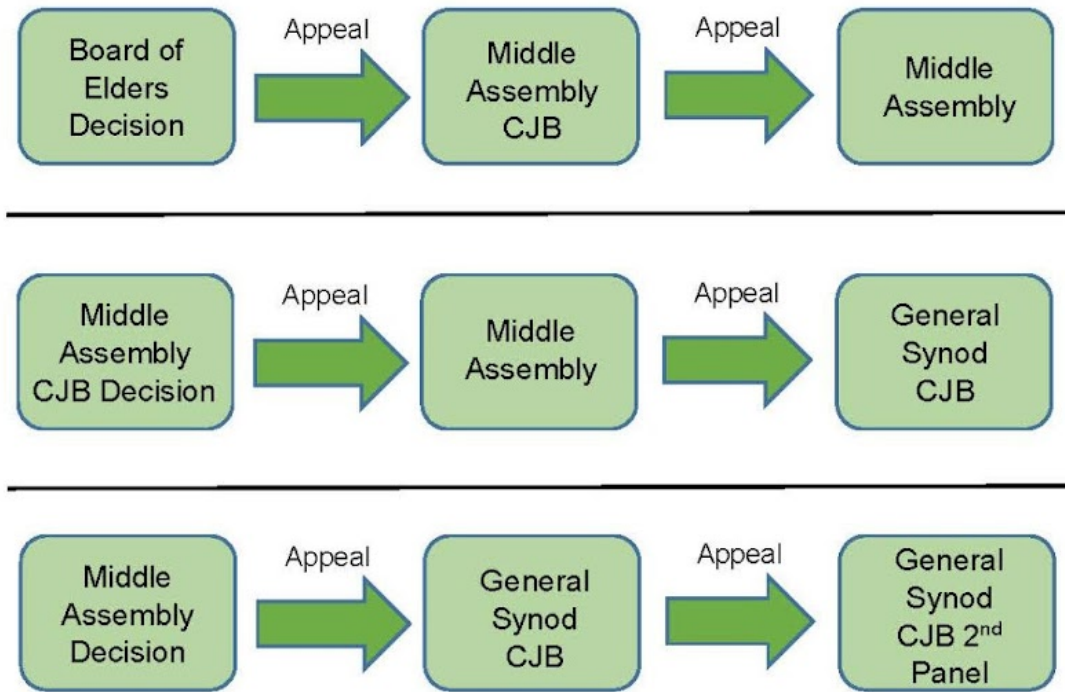 Board of
Elders
Decision
Appeal
Middle
Assembly
CJB
Appeal
Middle
Assembly
Middle
Assembly
CJB Decision
Appeal
Middle
Assembly
Appeal
General
Synod
CJB
Middle
Assembly
Decision
Appeal
General
Synod
CJB
Appeal
General
Synod
CJB 2nd
Panel